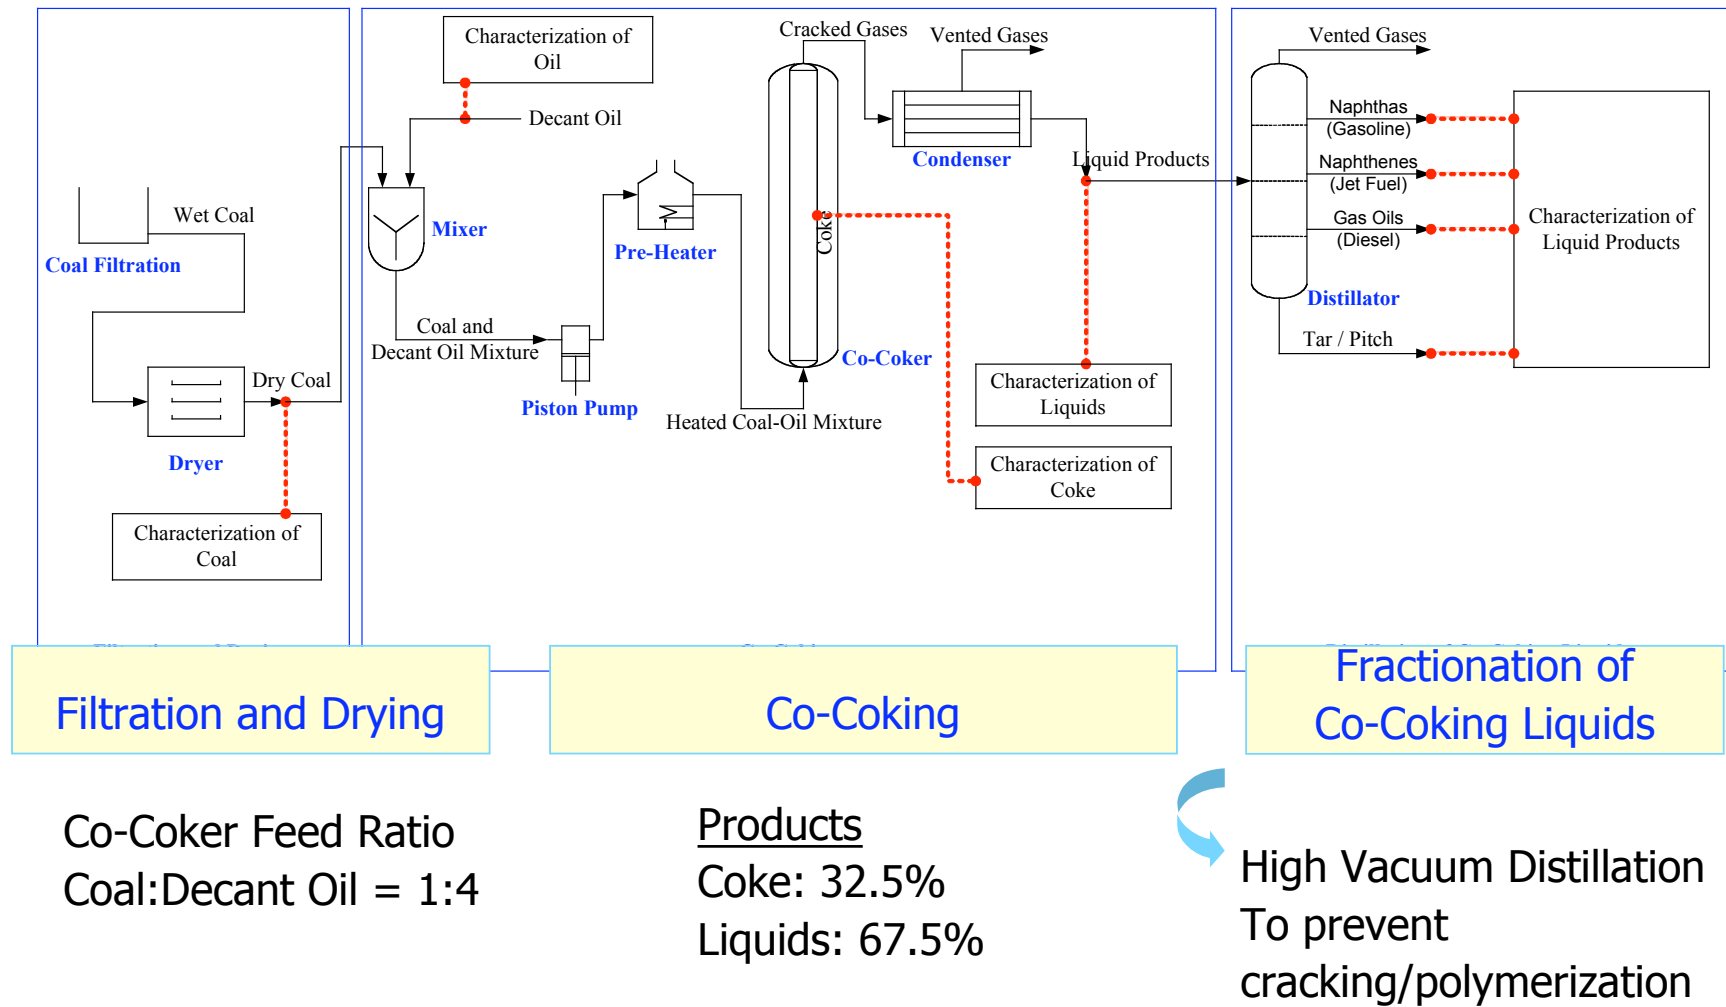 Characterization of
Oil
Decant Oil
Wet Coal
Coal Filtration
Mixer
Pre-Heater
Coal and
Decant Oil Mixture
Piston Pump
Dry Coal
Dryer
Characterization of
Coal
Cracked Gases
Vented Gases
Condenser
Liquid Products
Coke
Co-Coker
Heated Coal-Oil Mixture
Characterization of
Liquids
Characterization of
Coke
Vented Gases
Naphthas
(Gasoline)
Naphthenes
(Jet Fuel)
Gas Oils
(Diesel)
Distillator
Tar / Pitch
Characterization of
Liquid Products
Filtration and Drying
Co-Coking
Fractionation of
Co-Coking Liquids
Co-Coker Feed Ratio
Coal:Decant Oil = 1:4
Products
Coke: 32.5%
Liquids: 67.5%
High Vacuum Distillation
To prevent
cracking/polymerization